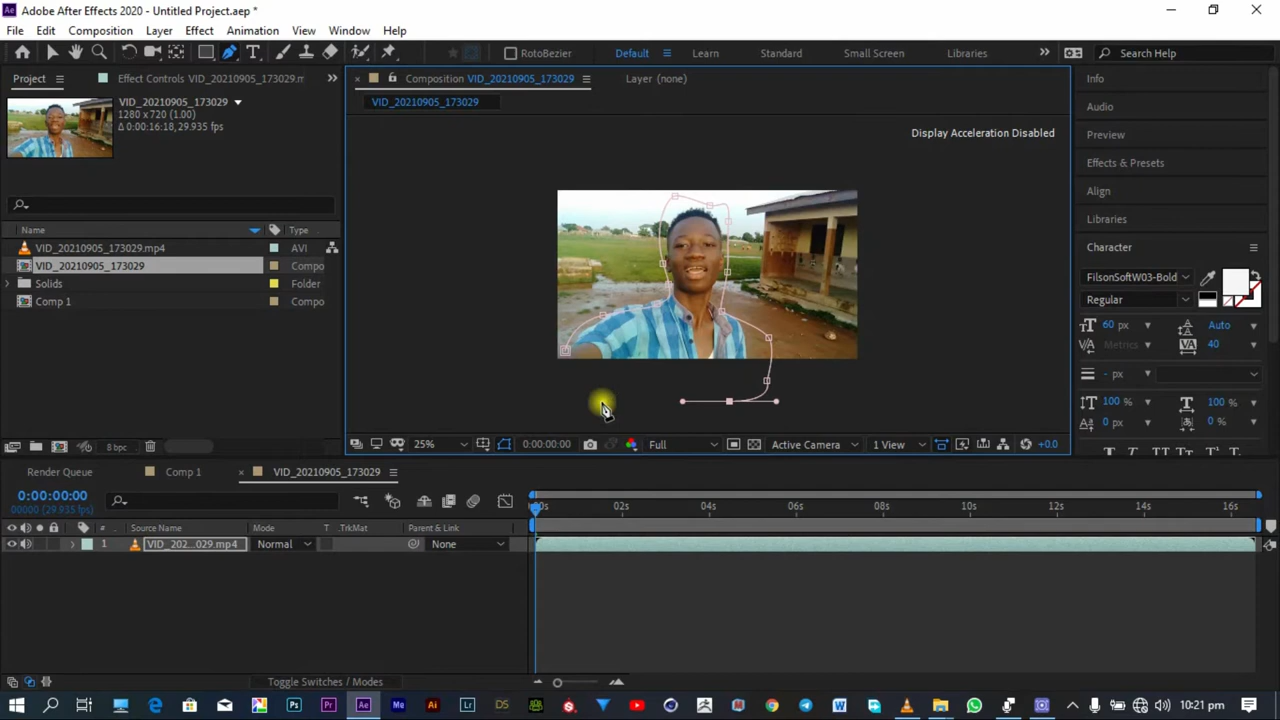 Adobe After Effects 2020 - Untitled Project.aep *
File Edit Composition Layer Effect Animation View Window Help
RotoBezier Default Learn Standard Small Screen Libraries Search Help
Project Effect Controls VID_20210905_173029.m
Composition VID_20210905_173029 Layer (none)
VID_20210905_173029
1280 x 720 (1.00)
Δ 0:00:16:18, 29.935 fps
VID_20210905_173029
Display Acceleration Disabled
Name Type
VID_20210905_173029.mp4 AVI
VID_20210905_173029 Compo
Solids Folder
Comp 1 Compo
8 bpc
25% 0:00:00:00 Full Active Camera 1 View +0.0
Info
Audio
Preview
Effects & Presets
Align
Libraries
Character
FilsonSoftW03-Bold
Regular
60 px Auto
Metrics 40
- px
100 % 100 %
0 px 0 %
Render Queue Comp 1 VID_20210905_173029
0:00:00:00
00000 (29.935 fps)
:00s 02s 04s 06s 08s 10s 12s 14s 16s
# Source Name Mode T .TrkMat Parent & Link
1 VID_202...029.mp4 Normal None
Toggle Switches / Modes
10:21 pm